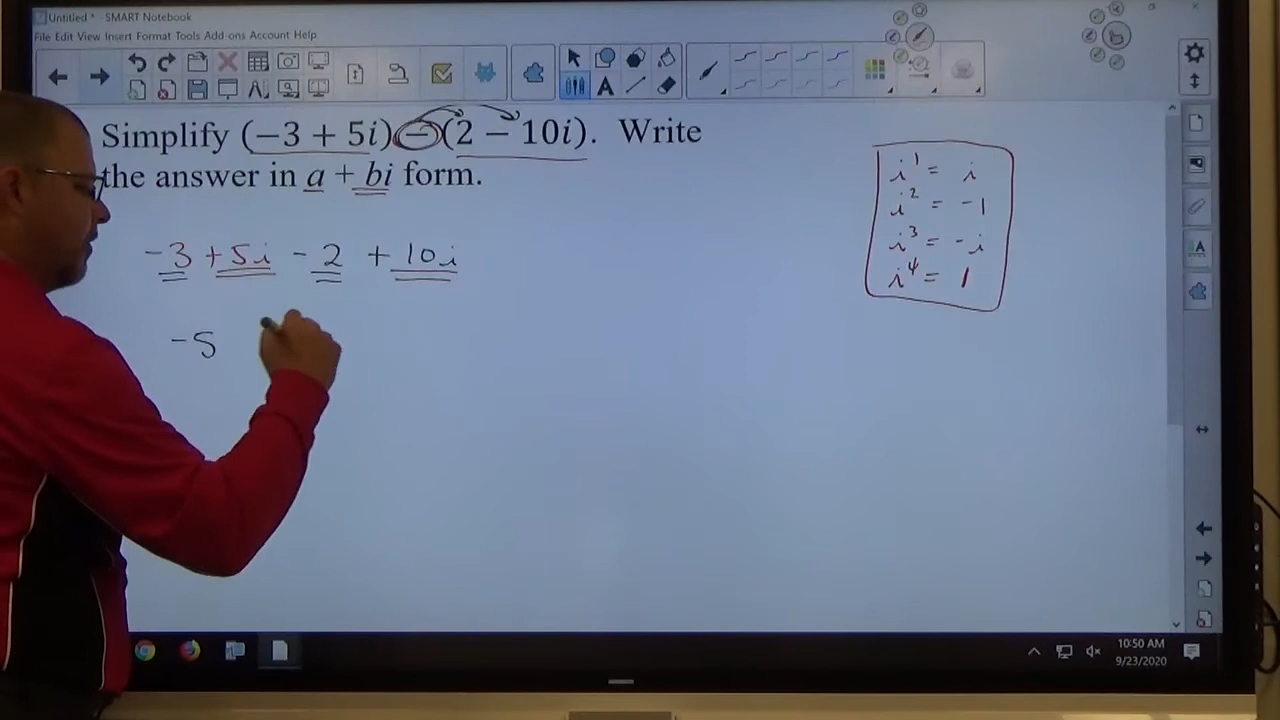 Untitled * - SMART Notebook
File Edit View Insert Format Tools Add-ons Account Help
Simplify (−3 + 5i) − (2 − 10i). Write
the answer in a + bi form.
-3 +5i - 2 + 10i
-5
i¹ = i
i² = -1
i³ = -i
i⁴ = 1
10:50 AM
9/23/2020